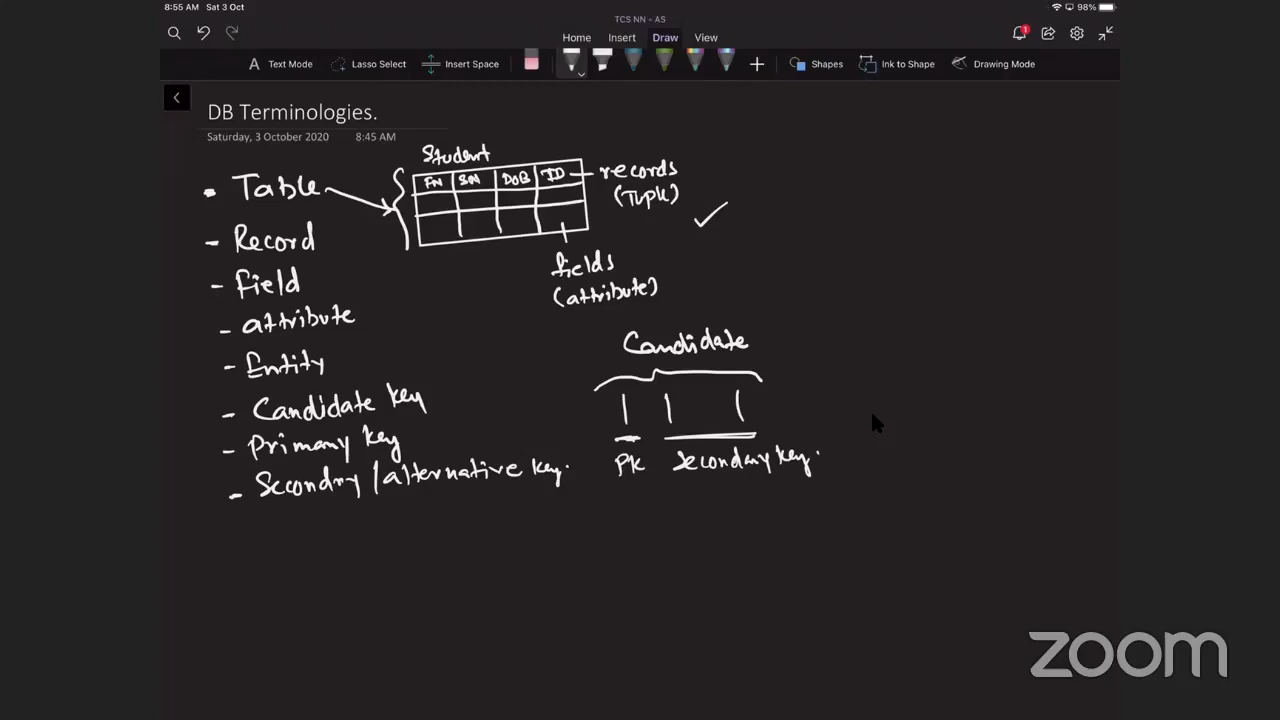 8:55 AM Sat 3 Oct
98%
TCS NN - AS
Home Insert Draw View
1
Text Mode Lasso Select Insert Space Shapes Ink to Shape Drawing Mode
DB Terminologies.
Saturday, 3 October 2020 8:45 AM
Student
FN SN DOB ID
records
(Tuple)
fields
(attribute)
• Table
- Record
- field
- attribute
- Entity
- Candidate key
- Primary key
- Secondry / alternative key.
Candidate
PK Secondary key.
zoom